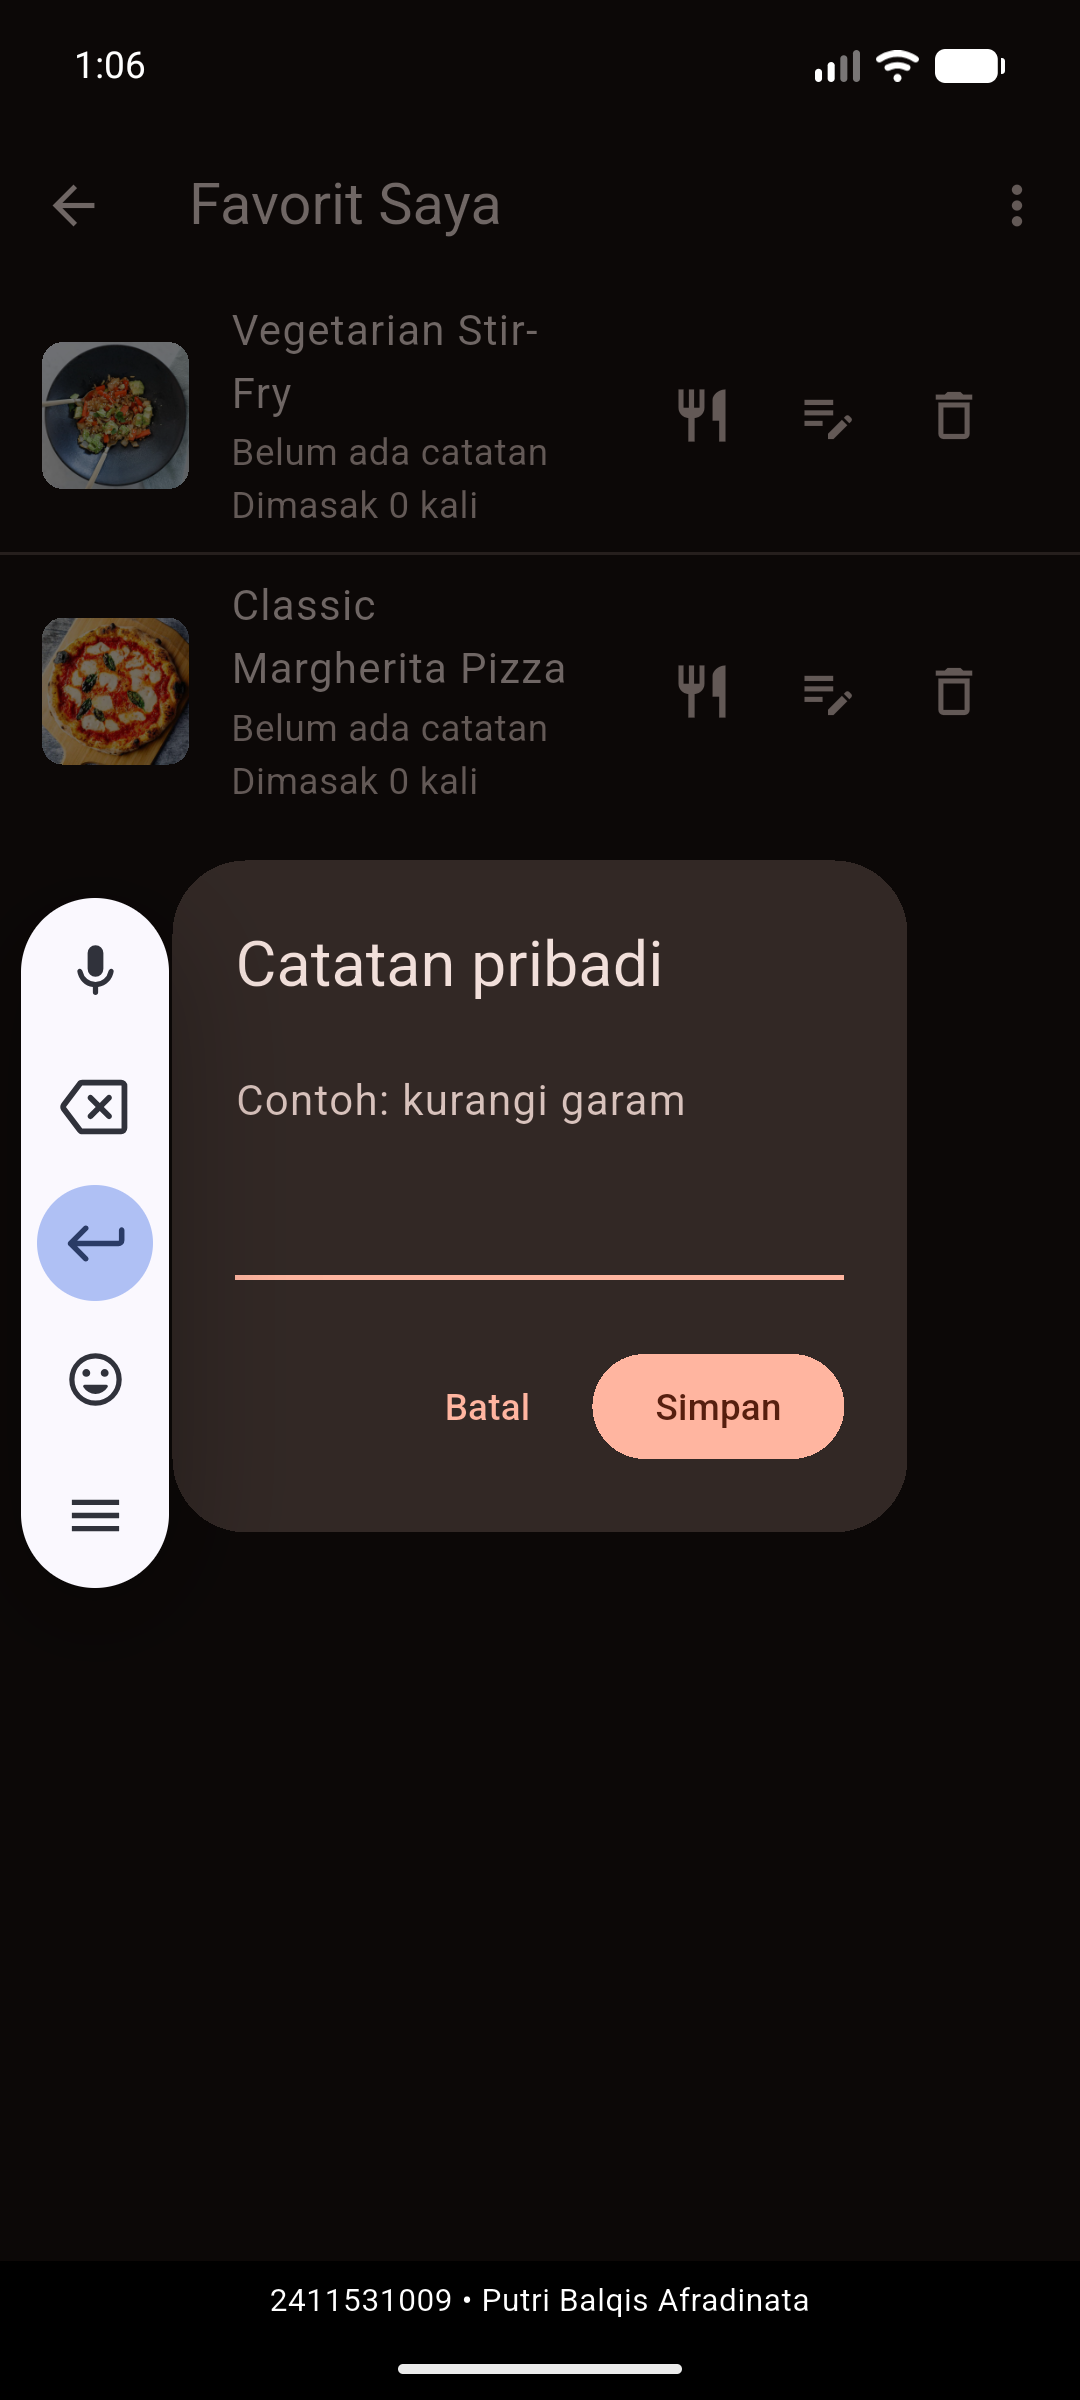 1:06
Favorit Saya
Vegetarian Stir-
Fry
Belum ada catatan
Dimasak 0 kali
Classic
Margherita Pizza
Belum ada catatan
Dimasak 0 kali
Catatan pribadi
Contoh: kurangi garam
Batal
Simpan
2411531009 • Putri Balqis Afradinata